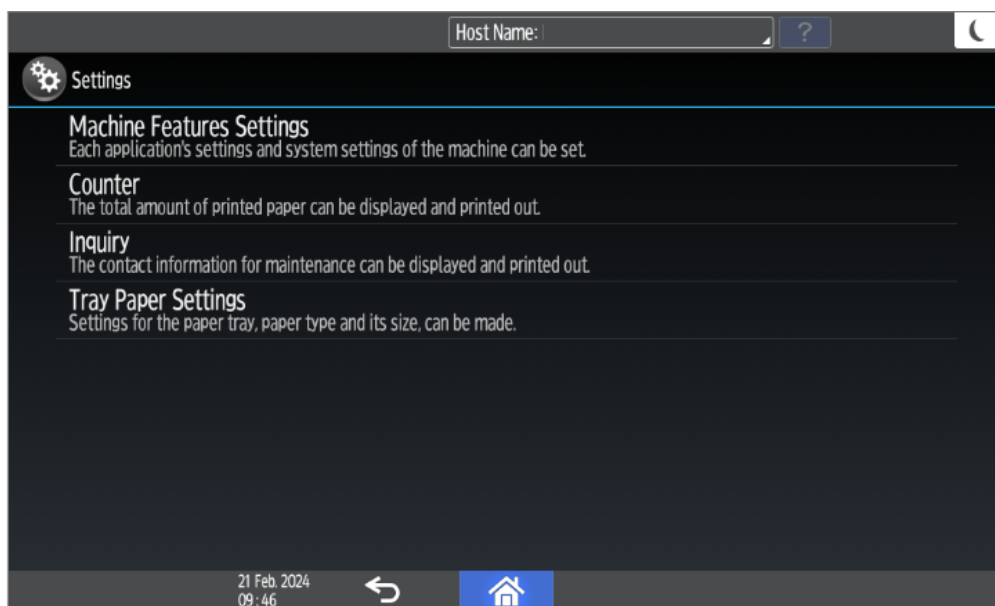 Host Name:
?
Settings
Machine Features Settings
Each application's settings and system settings of the machine can be set.
Counter
The total amount of printed paper can be displayed and printed out.
Inquiry
The contact information for maintenance can be displayed and printed out.
Tray Paper Settings
Settings for the paper tray, paper type and its size, can be made.
21 Feb. 2024
09:46